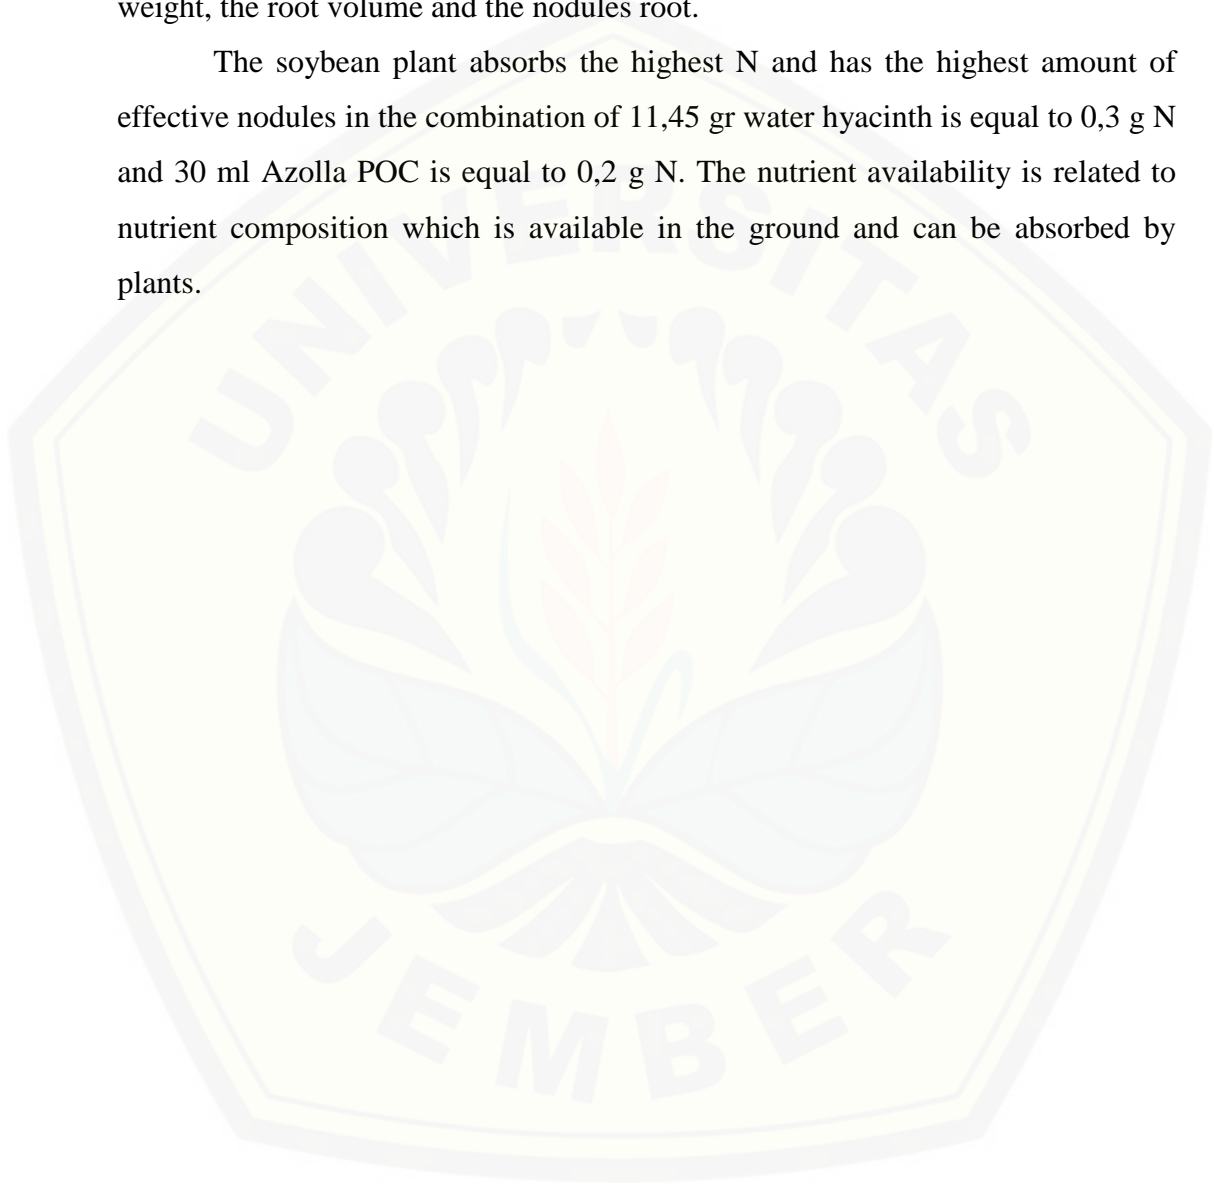 weight, the root volume and the nodules root.
The soybean plant absorbs the highest N and has the highest amount of
effective nodules in the combination of 11,45 gr water hyacinth is equal to 0,3 g N
and 30 ml Azolla POC is equal to 0,2 g N. The nutrient availability is related to
nutrient composition which is available in the ground and can be absorbed by
plants.
UNIVERSITAS
JEMBER